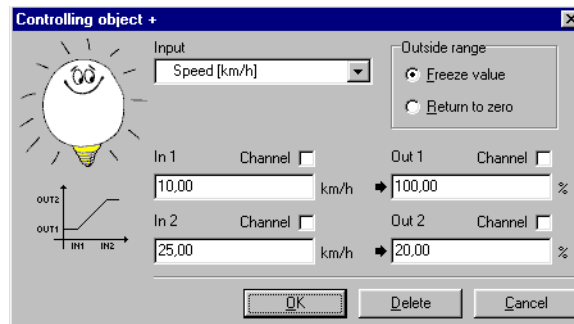 Controlling object +
Input
Speed [km/h]
Outside range
Freeze value
Return to zero
In 1 Channel
Out 1 Channel
10,00 km/h 100,00 %
In 2 Channel
Out 2 Channel
25,00 km/h 20,00 %
OUT2
OUT1
IN1 IN2
OK Delete Cancel